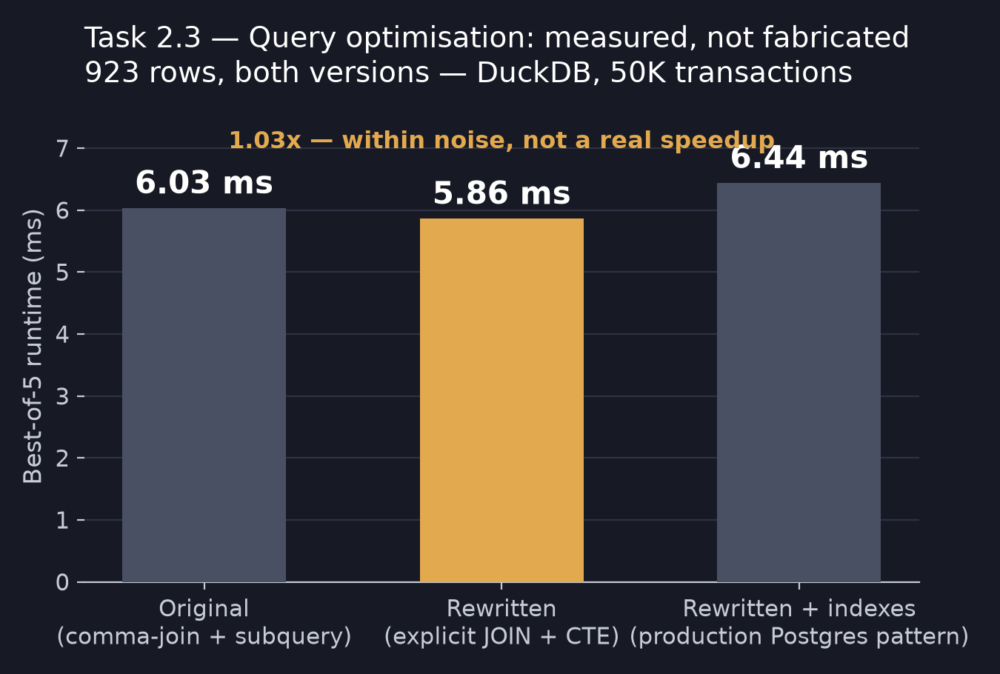 Task 2.3 — Query optimisation: measured, not fabricated
923 rows, both versions — DuckDB, 50K transactions
1.03x — within noise, not a real speedup
6.03 ms
5.86 ms
6.44 ms
Best-of-5 runtime (ms)
7
6
5
4
3
2
1
0
Original
(comma-join + subquery)
Rewritten
(explicit JOIN + CTE)
Rewritten + indexes
(production Postgres pattern)